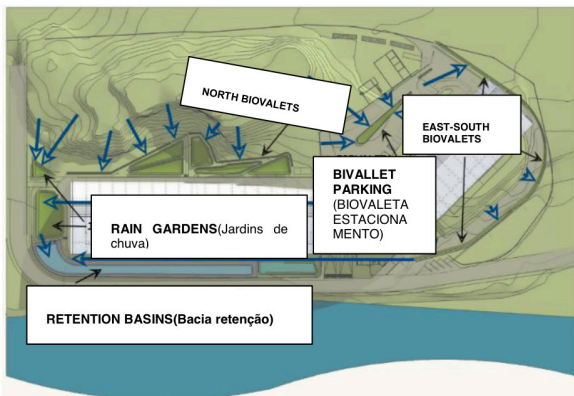 NORTH BIOVALETS
EAST-SOUTH
BIOVALETS
BIVALLET
PARKING
(BIOVALETA
ESTACIONA
MENTO)
RAIN GARDENS(Jardins de
chuva)
RETENTION BASINS(Bacia retenção)